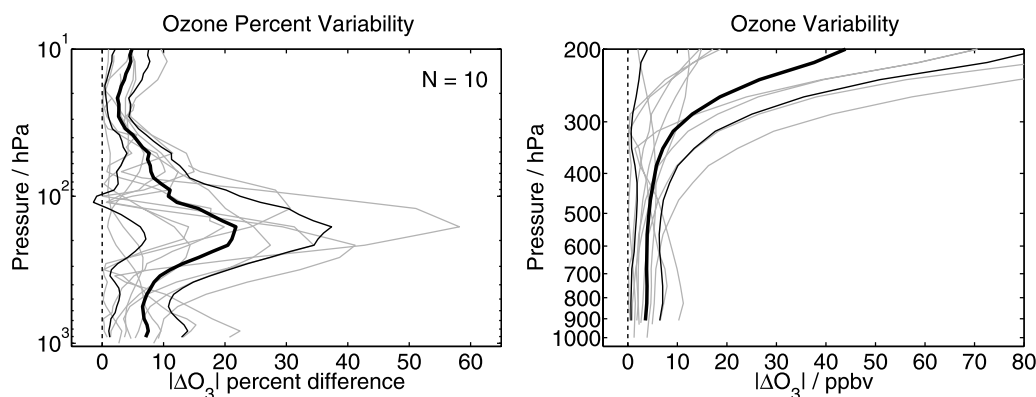 Ozone Percent Variability
N = 10
10¹
10²
10³
Pressure / hPa
0 10 20 30 40 50 60
|ΔO₃| percent difference
Ozone Variability
200
300
400
500
600
700
800
900
1000
Pressure / hPa
0 10 20 30 40 50 60 70 80
|ΔO₃| / ppbv